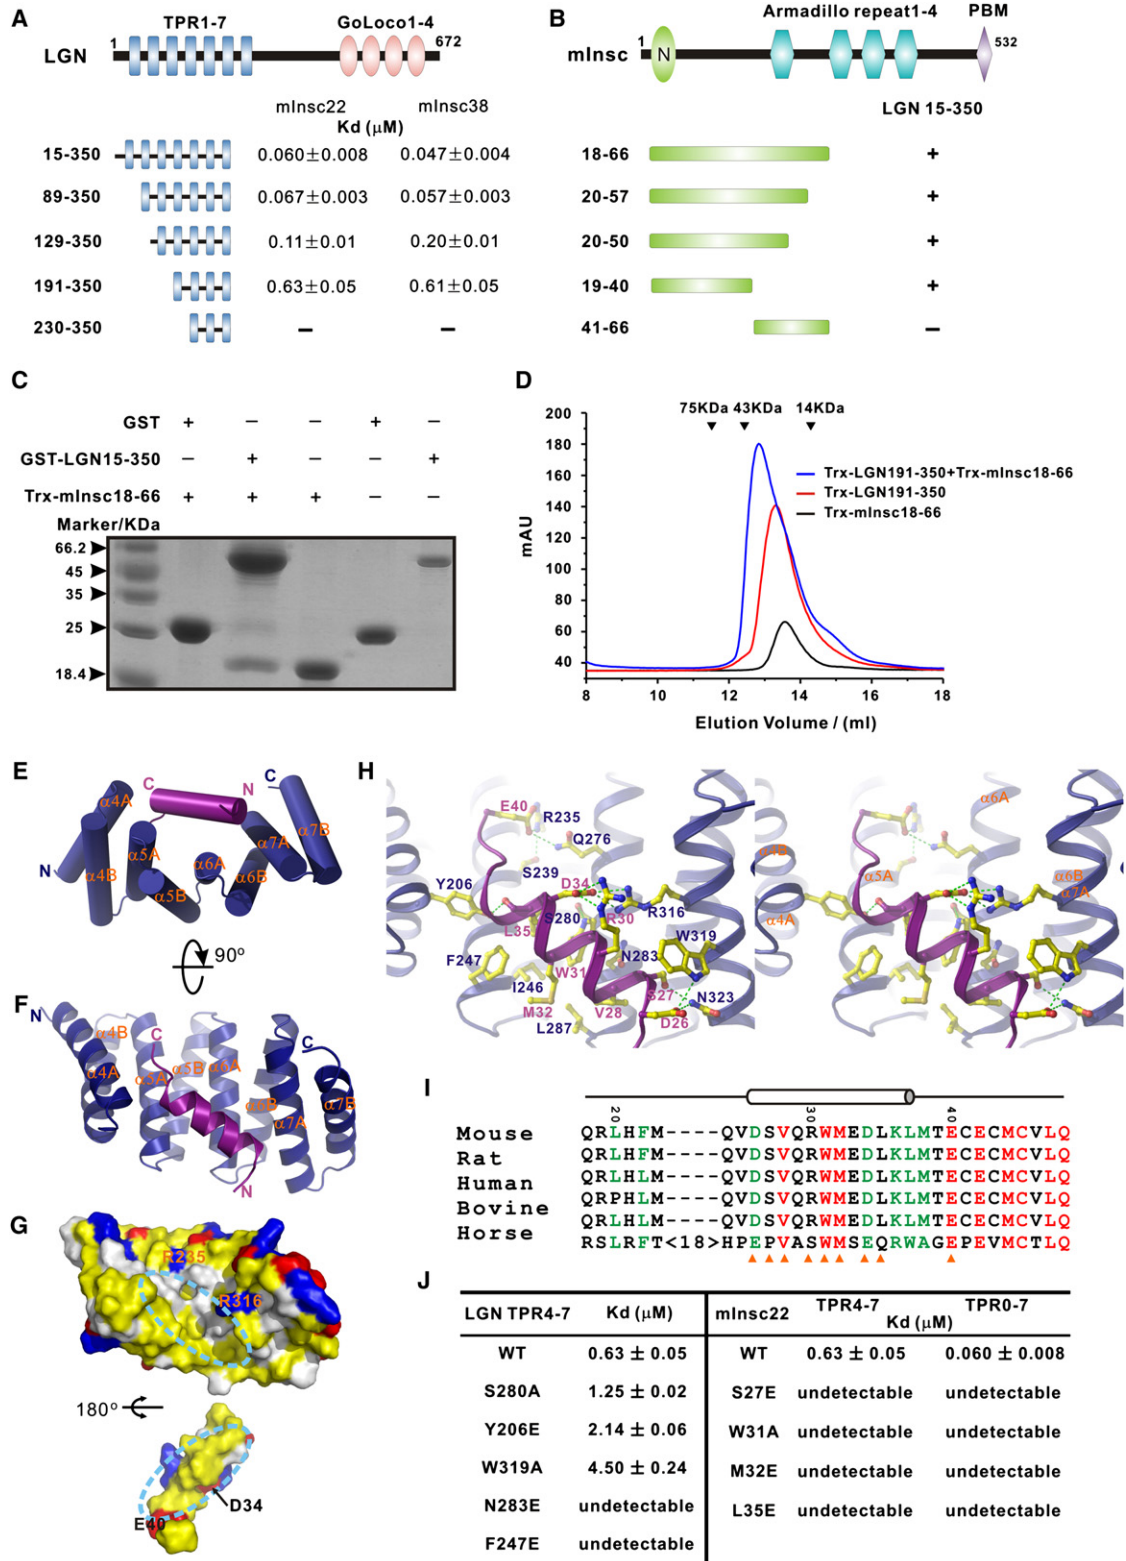 A
TPR1-7
GoLoco1-4
LGN
1
672
mInsc22
mInsc38
Kd (μM)
15-350 0.060±0.008 0.047±0.004
89-350 0.067±0.003 0.057±0.003
129-350 0.11±0.01 0.20±0.01
191-350 0.63±0.05 0.61±0.05
230-350 − −
B
Armadillo repeat1-4
PBM
mInsc
1
N
532
LGN 15-350
18-66 +
20-57 +
20-50 +
19-40 +
41-66 −
C
GST + − − + −
GST-LGN15-350 − + − − +
Trx-mInsc18-66 + + + − −
Marker/KDa
66.2
45
35
25
18.4
D
75KDa 43KDa 14KDa
200
180
160
140
120
100
80
60
40
mAU
Trx-LGN191-350+Trx-mInsc18-66
Trx-LGN191-350
Trx-mInsc18-66
8 10 12 14 16 18
Elution Volume / (ml)
E
C
N
C
α4A
α7B
α5A
α7A
α6A
N
α4B
α5B
α6B
90º
F
N
α4B
C
C
α4A
α5A
α5B
α6A
α6B
α7B
α7A
N
G
R235
R316
180º
D34
E40
H
E40
R235
Q276
S239
D34
Y206
S280
R30
R316
L35
W319
F247
W31
N283
I246
S27
N323
M32
V28
D26
L287
α6A
α4B
α5A
α6B
α7A
α4A
I
20 30 40
Mouse QRLHFM----QVDSVQRWMEDLKLMTECECMCVLQ
Rat QRLHLM----QVDSVQRWMEDLKLMTECECMCVLQ
Human QRLHLM----QVDSVQRWMEDLKLMTECECMCVLQ
Bovine QRPHLM----QVDSVQRWMEDLKLMTECECMCVLQ
Horse QRLHLM----QVDSVQRWMEDLKLMTECECMCVLQ
RSLRFT<18>HPEPVASWMSEQRWAGEPEVMCTLQ
J
LGN TPR4-7 Kd (μM)
WT 0.63 ± 0.05
S280A 1.25 ± 0.02
Y206E 2.14 ± 0.06
W319A 4.50 ± 0.24
N283E undetectable
F247E undetectable
mInsc22 TPR4-7 TPR0-7
Kd (μM)
WT 0.63 ± 0.05 0.060 ± 0.008
S27E undetectable undetectable
W31A undetectable undetectable
M32E undetectable undetectable
L35E undetectable undetectable